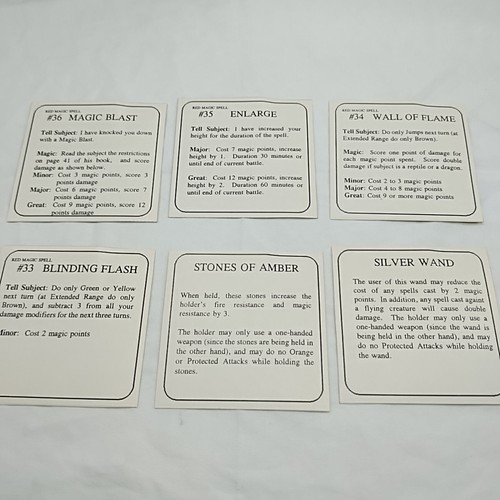 RED MAGIC SPELL
#36 MAGIC BLAST
Tell Subject: I have knocked you down
with a Magic Blast.
Magic: Read the subject the restrictions
on page 41 of his book, and score
damage as shown below.
Minor: Cost 3 magic points, score 3
points damage
Major: Cost 6 magic points, score 7
points damage
Great: Cost 9 magic points, score 12
points damage
RED MAGIC SPELL
#35 ENLARGE
Tell Subject: I have increased your
height for the duration of the spell.
Major: Cost 7 magic points, increase
height by 1. Duration 30 minutes or
until end of current battle.
Great: Cost 12 magic points, increase
height by 2. Duration 60 minutes or
until end of current battle.
RED MAGIC SPELL
#34 WALL OF FLAME
Tell Subject: Do only Jumps next turn (at
Extended Range do only Brown).
Magic: Score one point of damage for
each magic point spent. Score double
damage if subject is a reptile or a dragon.
Minor: Cost 2 to 3 magic points
Major: Cost 4 to 8 magic points
Great: Cost 9 or more magic points
RED MAGIC SPELL
#33 BLINDING FLASH
Tell Subject: Do only Green or Yellow
next turn (at Extended Range do only
Brown), and subtract 3 from all your
damage modifiers for the next three turns.
Minor: Cost 2 magic points
STONES OF AMBER
When held, these stones increase the
holder's fire resistance and magic
resistance by 3.
The holder may only use a one-handed
weapon (since the stones are being held in
the other hand), and may do no Orange
or Protected Attacks while holding the
stones.
SILVER WAND
The user of this wand may reduce the
cost of any spells cast by 2 magic
points. In addition, any spell cast against
a flying creature will cause double
damage. The holder may only use a
one-handed weapon (since the wand is
being held in the other hand), and may
do no Protected Attacks while holding
the wand.